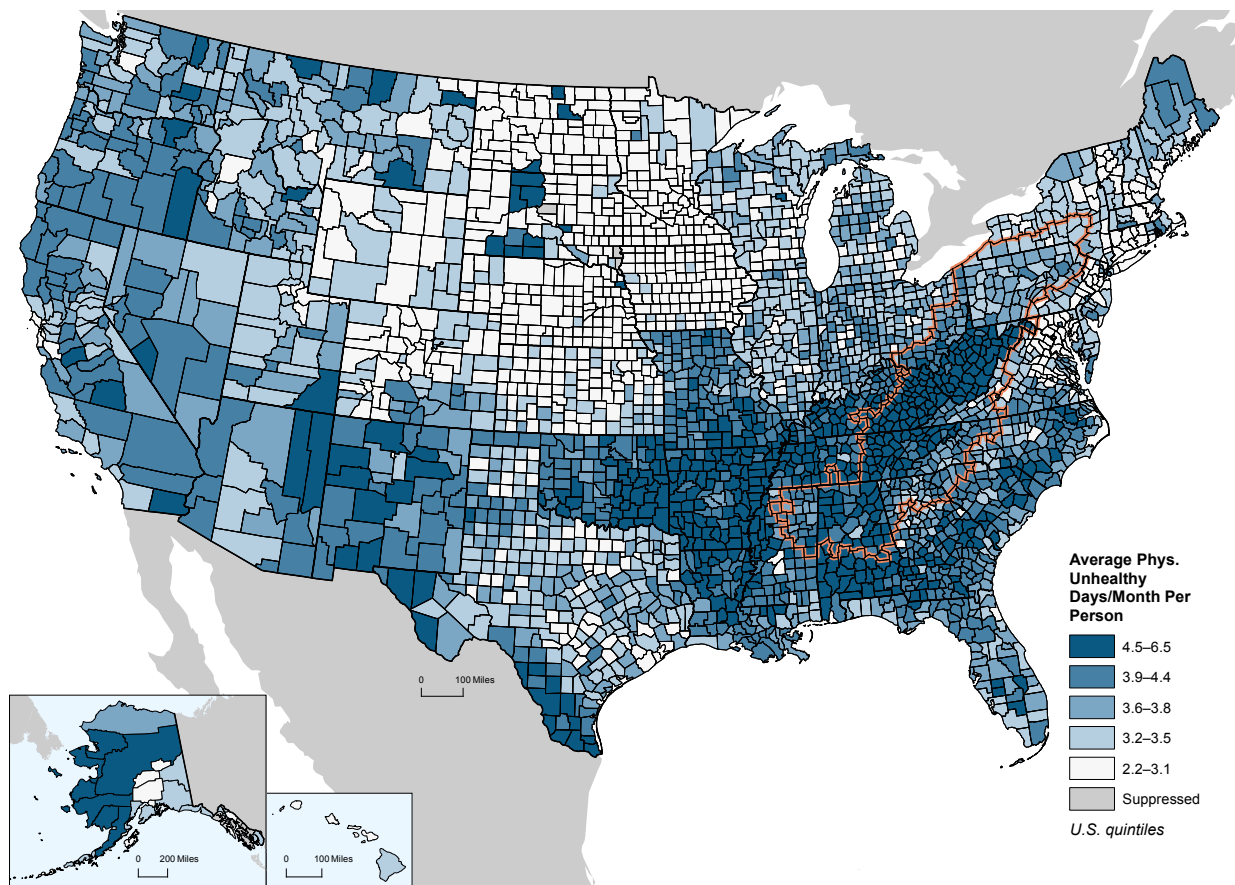 Average Phys.
Unhealthy
Days/Month Per
Person
4.5–6.5
3.9–4.4
3.6–3.8
3.2–3.5
2.2–3.1
Suppressed
U.S. quintiles
0 100 Miles
0 200 Miles
0 100 Miles